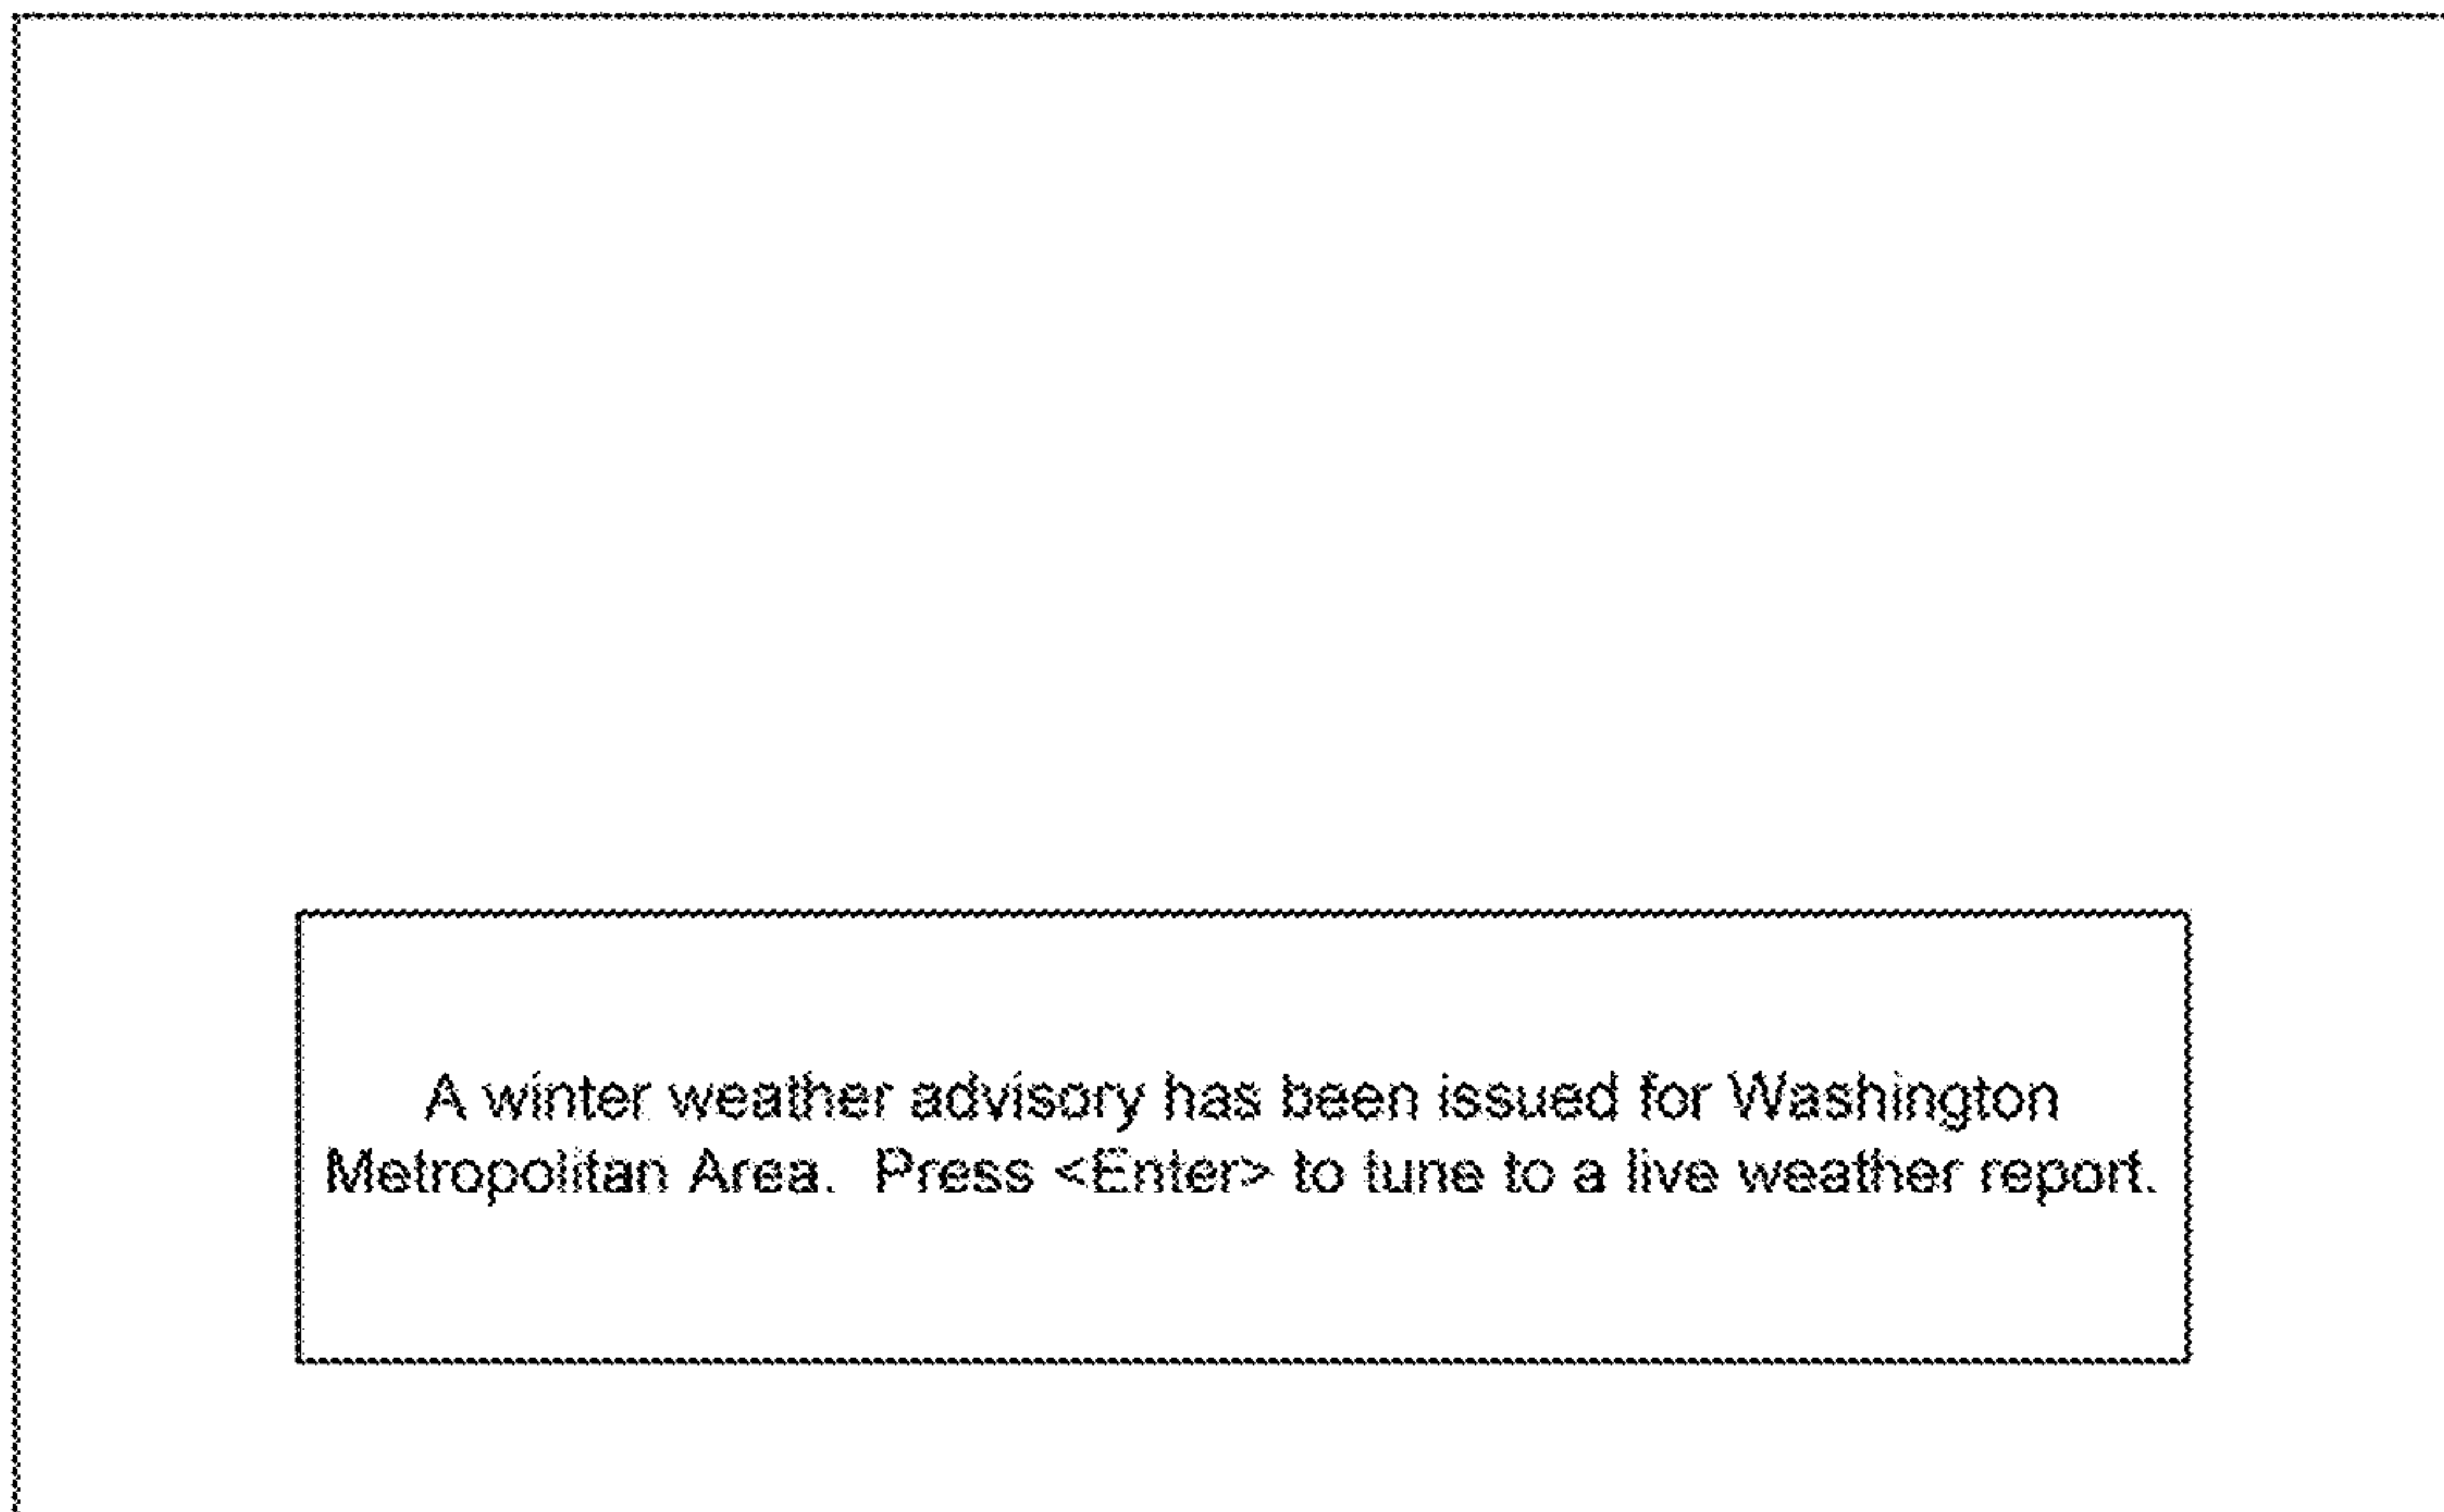 A winter weather advisory has been issued for Washington
Metropolitan Area.  Press <Enter> to tune to a live weather report.